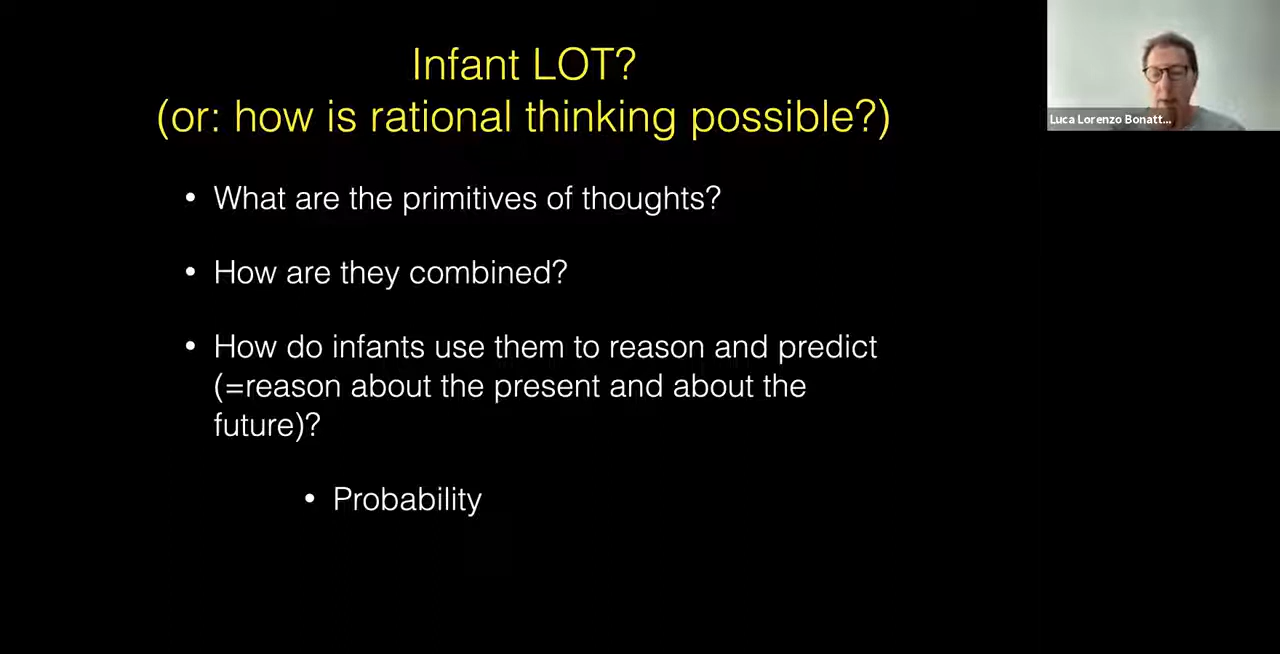 Infant LOT?
(or: how is rational thinking possible?)
• What are the primitives of thoughts?
• How are they combined?
• How do infants use them to reason and predict
(=reason about the present and about the
future)?
• Probability
Luca Lorenzo Bonatt...